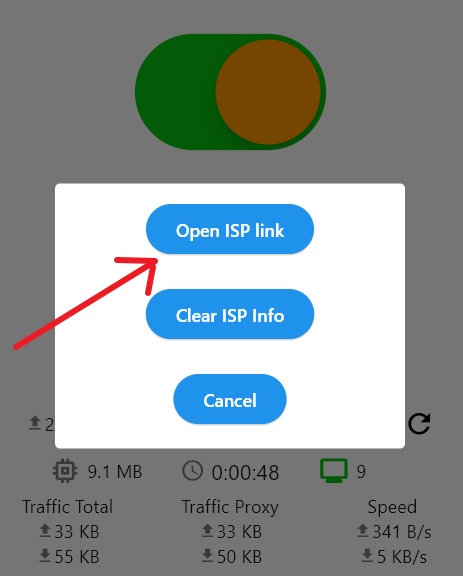 Open ISP link
Clear ISP Info
Cancel
2
9.1 MB 0:00:48 9
Traffic Total Traffic Proxy Speed
33 KB 33 KB 341 B/s
55 KB 50 KB 5 KB/s